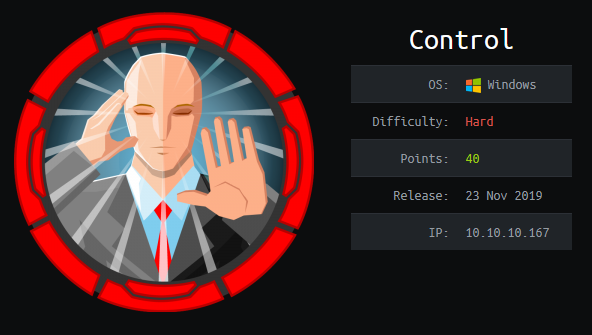 Control
OS: Windows
Difficulty: Hard
Points: 40
Release: 23 Nov 2019
IP: 10.10.10.167